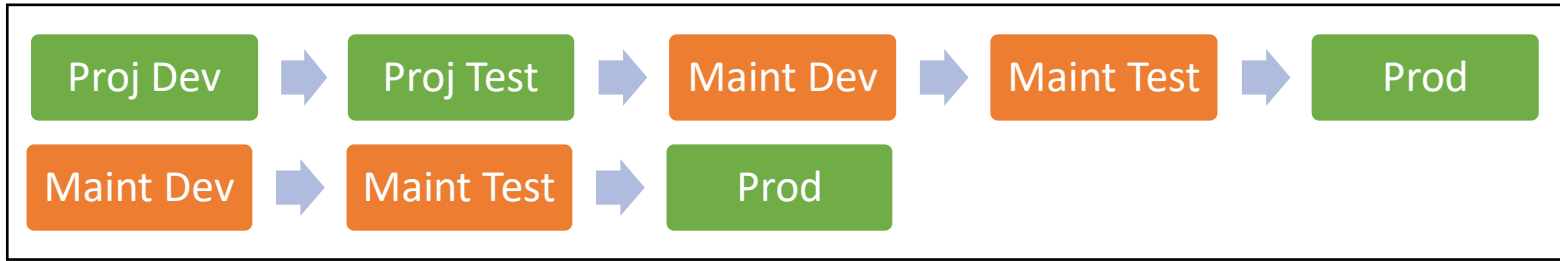 Proj Dev Proj Test Maint Dev Maint Test Prod
Maint Dev Maint Test Prod